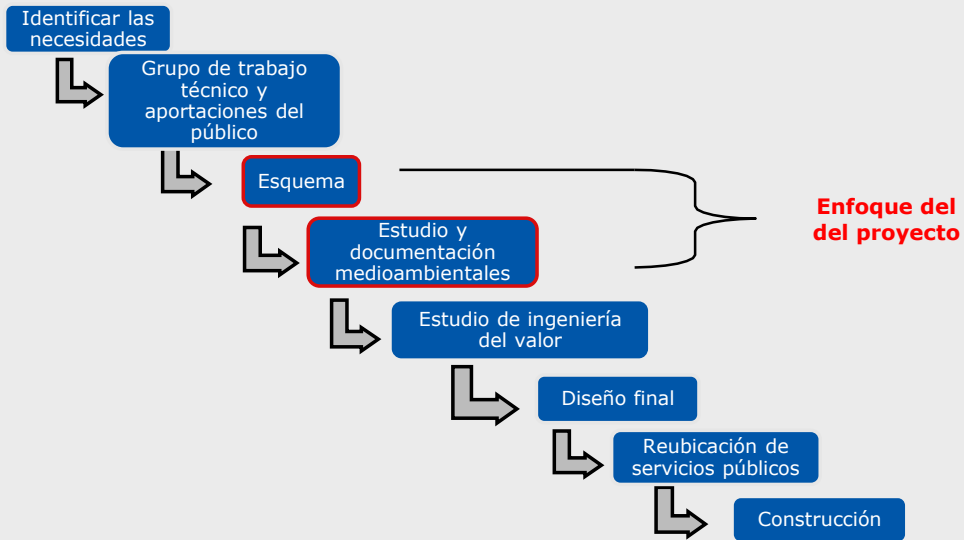 Identificar las
necesidades
Grupo de trabajo
técnico y
aportaciones del
público
Esquema
Estudio y
documentación
medioambientales
Enfoque del
del proyecto
Estudio de ingeniería
del valor
Diseño final
Reubicación de
servicios públicos
Construcción